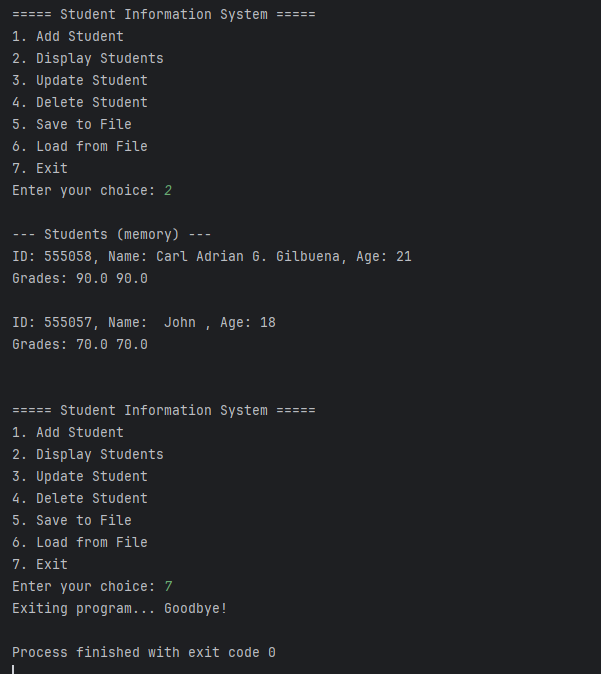 ===== Student Information System =====
1. Add Student
2. Display Students
3. Update Student
4. Delete Student
5. Save to File
6. Load from File
7. Exit
Enter your choice: 2
--- Students (memory) ---
ID: 555058, Name: Carl Adrian G. Gilbuena, Age: 21
Grades: 90.0 90.0
ID: 555057, Name:  John , Age: 18
Grades: 70.0 70.0
===== Student Information System =====
1. Add Student
2. Display Students
3. Update Student
4. Delete Student
5. Save to File
6. Load from File
7. Exit
Enter your choice: 7
Exiting program... Goodbye!
Process finished with exit code 0